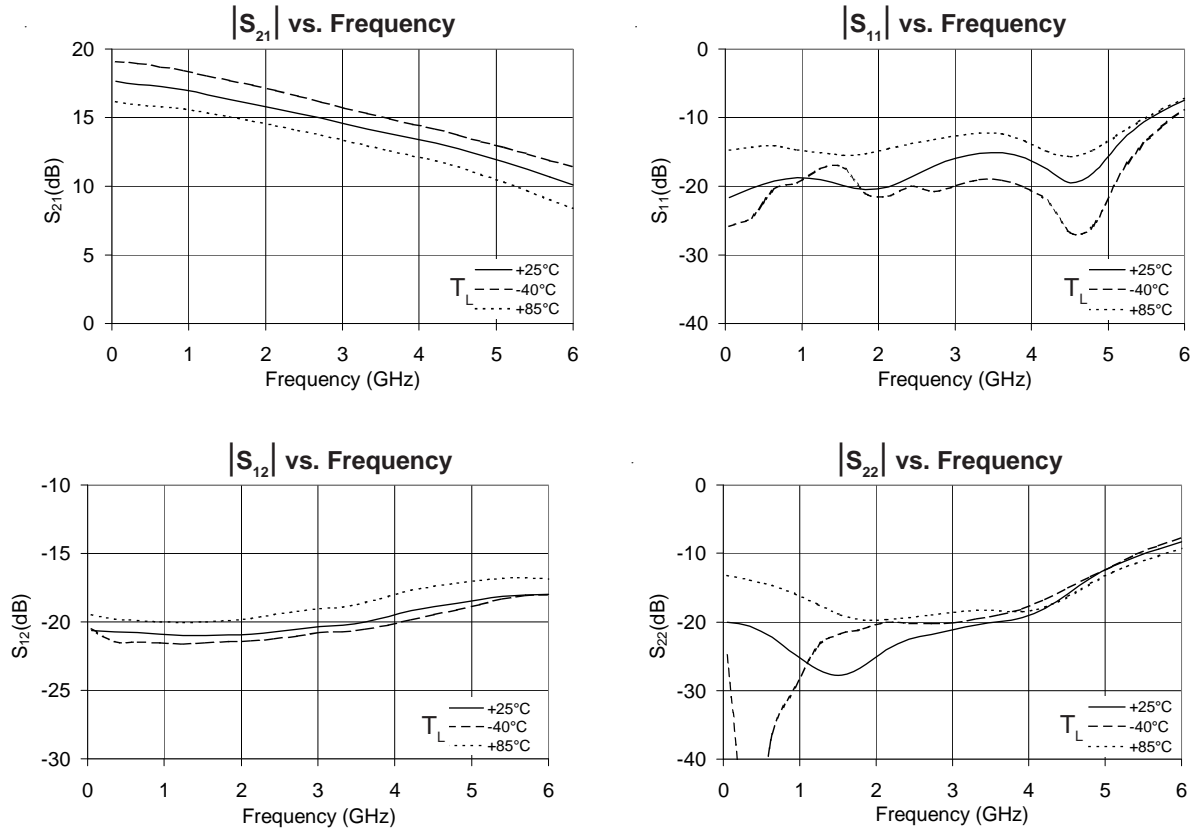 |S21| vs. Frequency
20
15
10
5
0
S21(dB)
0 1 2 3 4 5 6
Frequency (GHz)
TL
+25°C
-40°C
+85°C
|S11| vs. Frequency
0
-10
-20
-30
-40
S11(dB)
0 1 2 3 4 5 6
Frequency (GHz)
TL
+25°C
-40°C
+85°C
|S12| vs. Frequency
-10
-15
-20
-25
-30
S12(dB)
0 1 2 3 4 5 6
Frequency (GHz)
TL
+25°C
-40°C
+85°C
|S22| vs. Frequency
0
-10
-20
-30
-40
S22(dB)
0 1 2 3 4 5 6
Frequency (GHz)
TL
+25°C
-40°C
+85°C